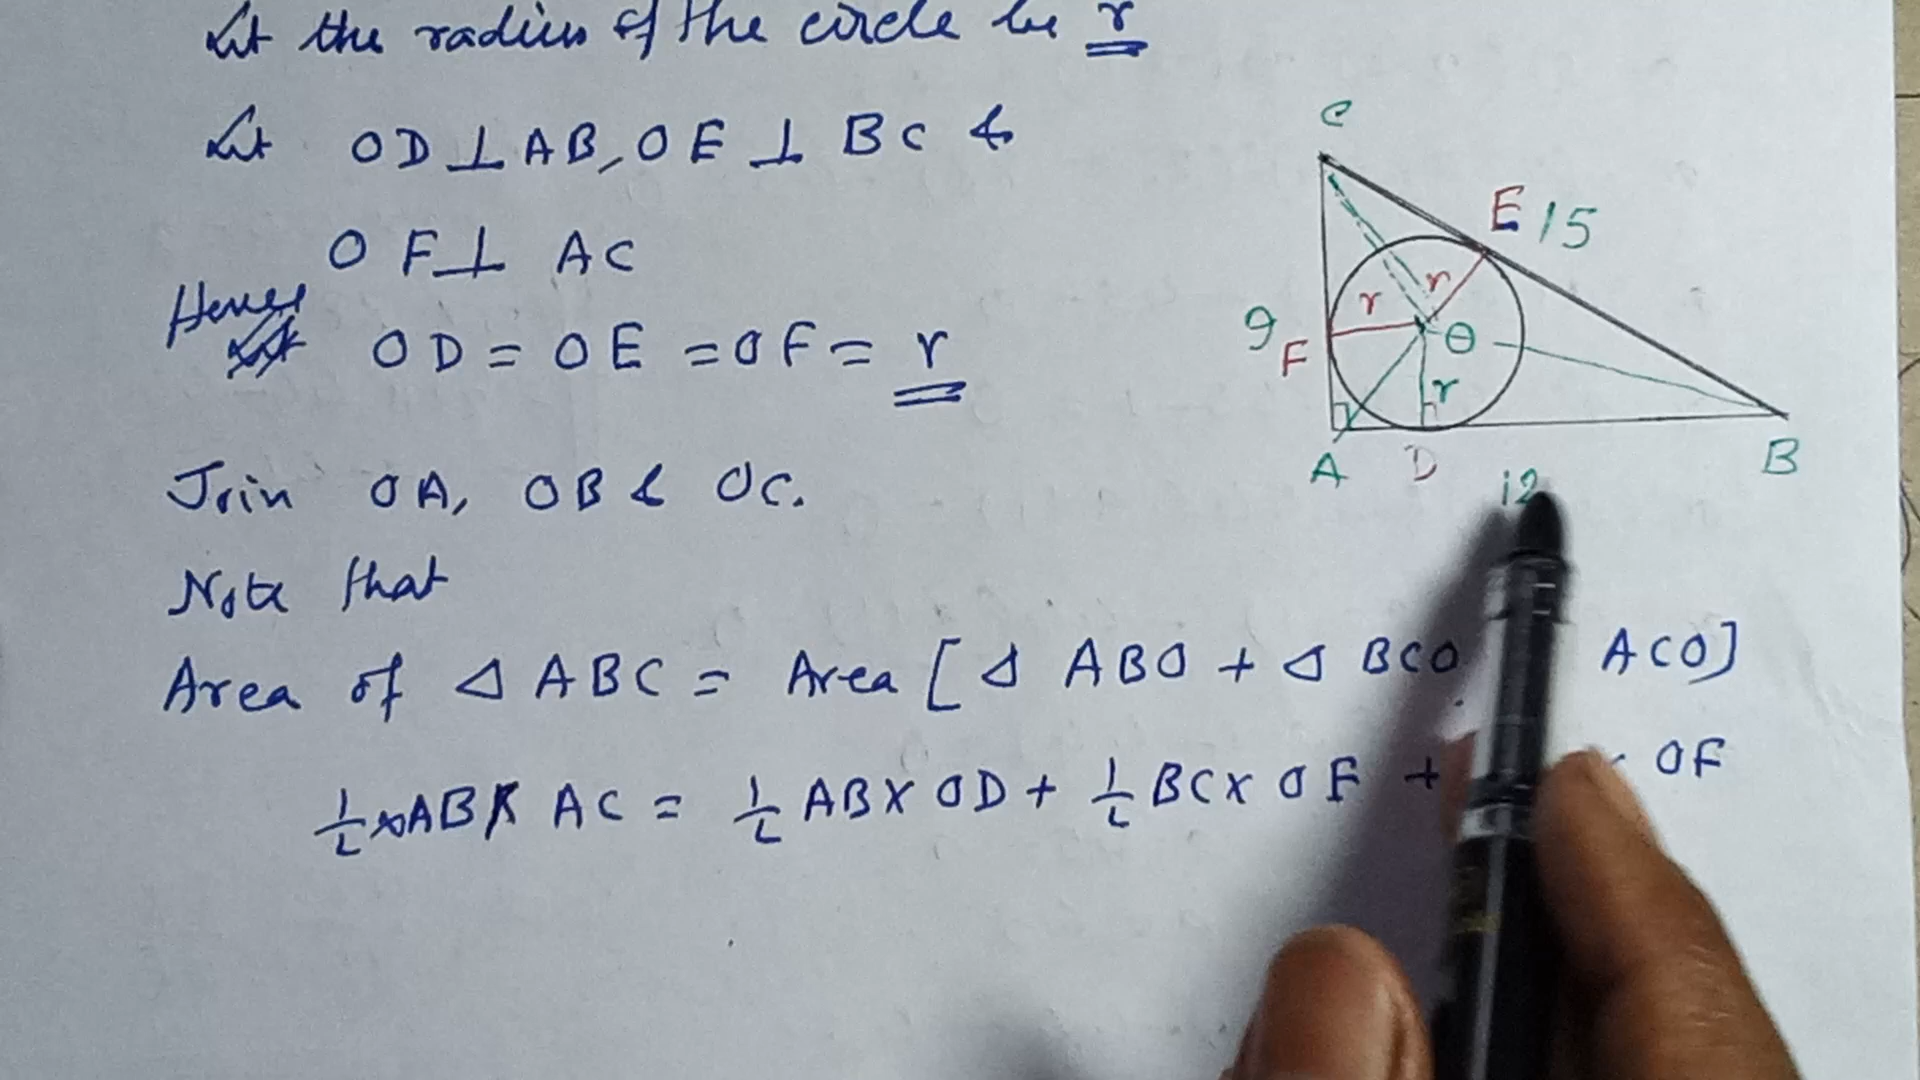 Let the radius of the circle be r
Let OD ⊥ AB, OE ⊥ BC &
OF ⊥ AC
Hence OD = OE = OF = r
Join OA, OB & OC.
Note that
Area of △ ABC = Area [ △ ABO + △ BCO ACO]
1/2 × AB × AC = 1/2 AB × OD + 1/2 BC × OF + OF
C
E 15
r r
9 F O
r
A D B
12